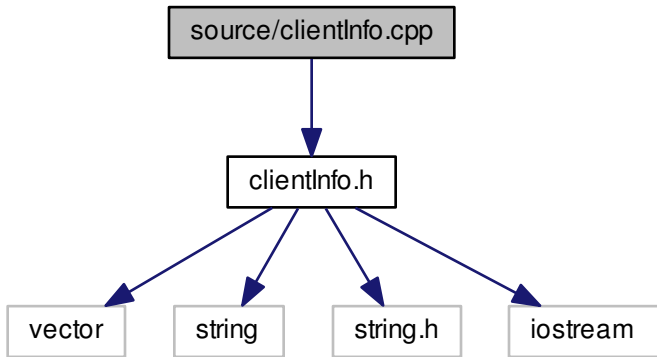 source/clientInfo.cpp
clientInfo.h
vector
string
string.h
iostream